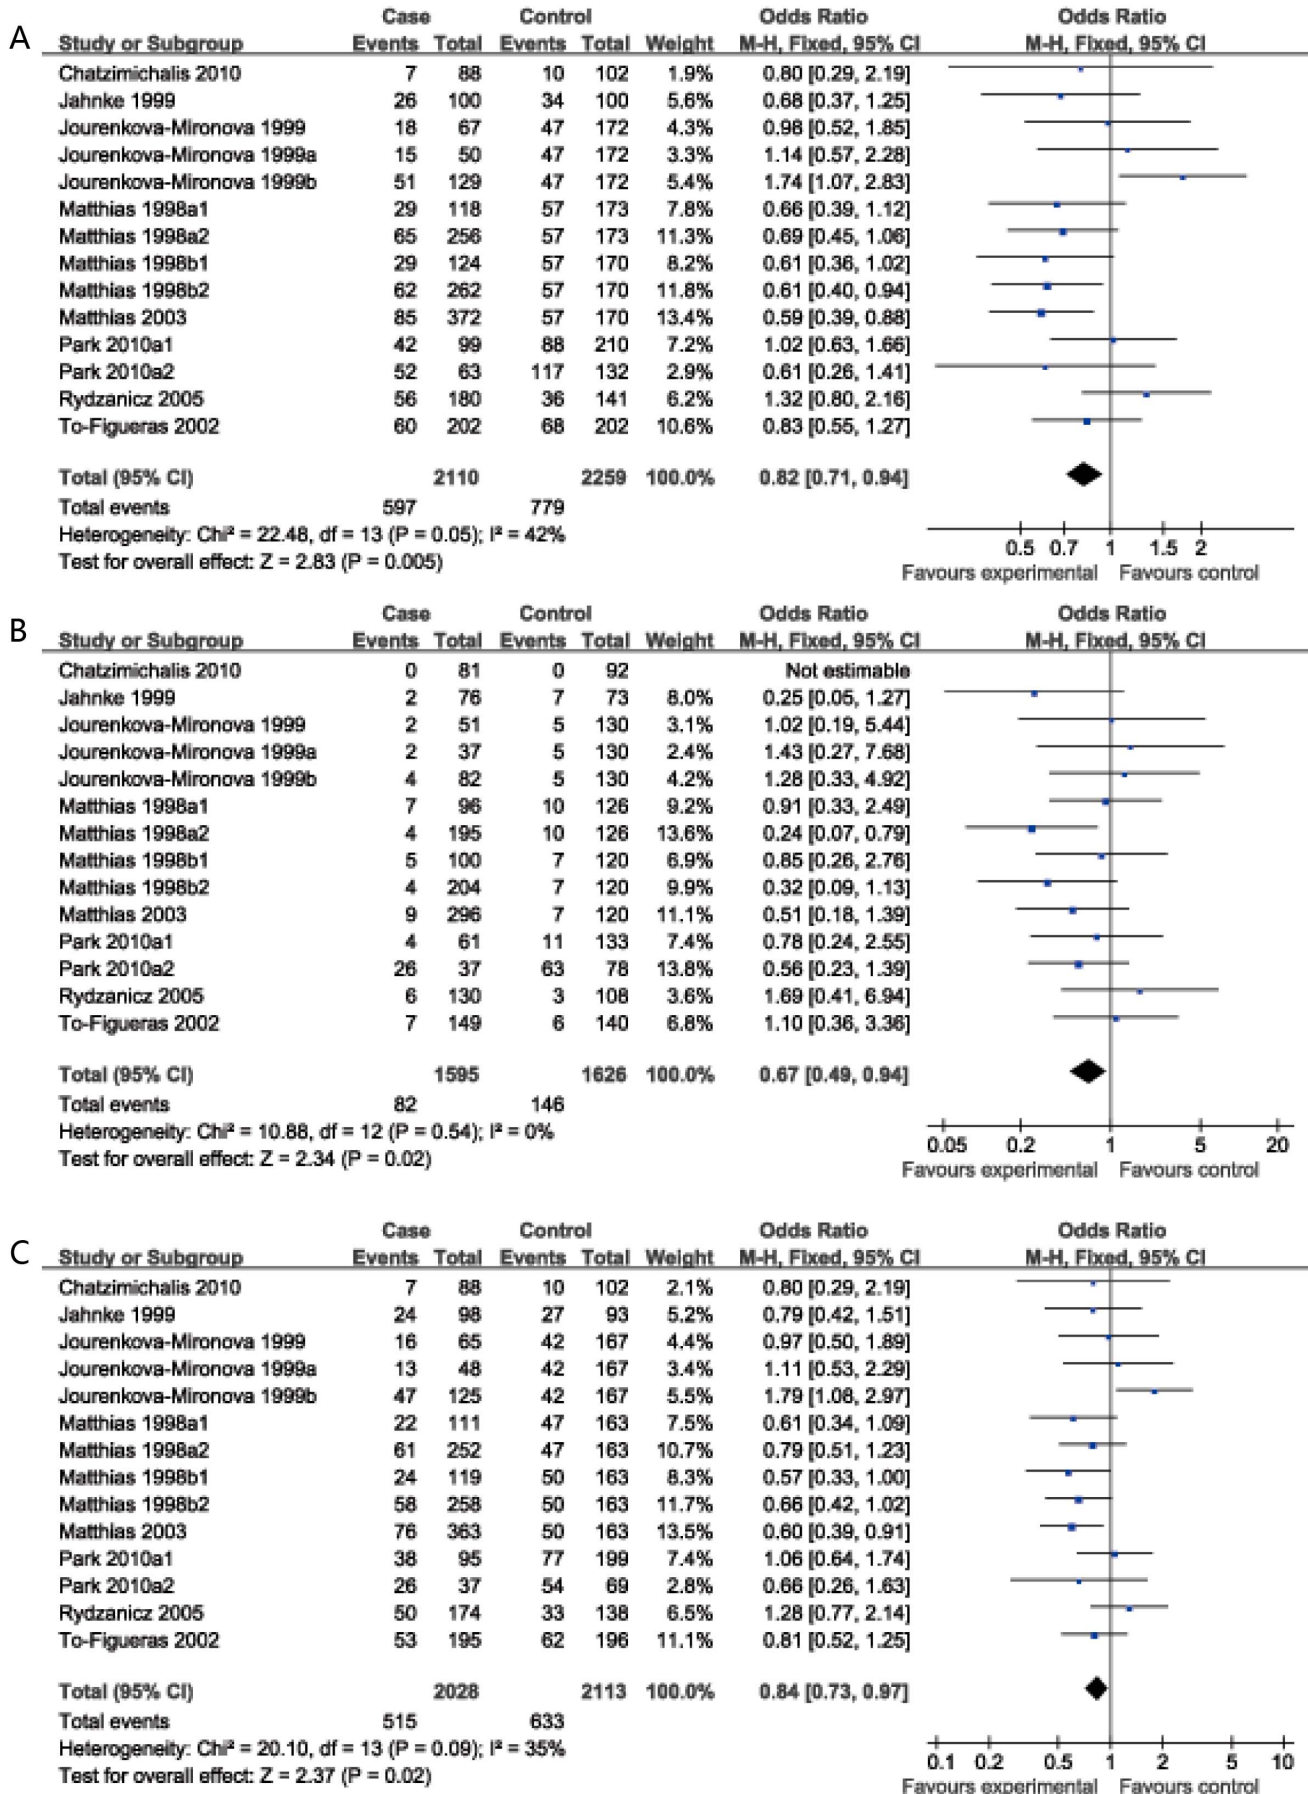 A
Case Control Odds Ratio Odds Ratio
Study or Subgroup Events Total Events Total Weight M-H, Fixed, 95% CI M-H, Fixed, 95% CI
Chatzimichalis 2010 7 88 10 102 1.9% 0.80 [0.29, 2.19]
Jahnke 1999 26 100 34 100 5.6% 0.68 [0.37, 1.25]
Jourenkova-Mironova 1999 18 67 47 172 4.3% 0.98 [0.52, 1.85]
Jourenkova-Mironova 1999a 15 50 47 172 3.3% 1.14 [0.57, 2.28]
Jourenkova-Mironova 1999b 51 129 47 172 5.4% 1.74 [1.07, 2.83]
Matthias 1998a1 29 118 57 173 7.8% 0.66 [0.39, 1.12]
Matthias 1998a2 65 256 57 173 11.3% 0.69 [0.45, 1.06]
Matthias 1998b1 29 124 57 170 8.2% 0.61 [0.36, 1.02]
Matthias 1998b2 62 262 57 170 11.8% 0.61 [0.40, 0.94]
Matthias 2003 85 372 57 170 13.4% 0.59 [0.39, 0.88]
Park 2010a1 42 99 88 210 7.2% 1.02 [0.63, 1.66]
Park 2010a2 52 63 117 132 2.9% 0.61 [0.26, 1.41]
Rydzanicz 2005 56 180 36 141 6.2% 1.32 [0.80, 2.16]
To-Figueras 2002 60 202 68 202 10.6% 0.83 [0.55, 1.27]
Total (95% CI) 2110 2259 100.0% 0.82 [0.71, 0.94]
Total events 597 779
Heterogeneity: Chi² = 22.48, df = 13 (P = 0.05); I² = 42%
Test for overall effect: Z = 2.83 (P = 0.005)
0.5 0.7 1 1.5 2
Favours experimental Favours control
B
Case Control Odds Ratio Odds Ratio
Study or Subgroup Events Total Events Total Weight M-H, Fixed, 95% CI M-H, Fixed, 95% CI
Chatzimichalis 2010 0 81 0 92 Not estimable
Jahnke 1999 2 76 7 73 8.0% 0.25 [0.05, 1.27]
Jourenkova-Mironova 1999 2 51 5 130 3.1% 1.02 [0.19, 5.44]
Jourenkova-Mironova 1999a 2 37 5 130 2.4% 1.43 [0.27, 7.68]
Jourenkova-Mironova 1999b 4 82 5 130 4.2% 1.28 [0.33, 4.92]
Matthias 1998a1 7 96 10 126 9.2% 0.91 [0.33, 2.49]
Matthias 1998a2 4 195 10 126 13.6% 0.24 [0.07, 0.79]
Matthias 1998b1 5 100 7 120 6.9% 0.85 [0.26, 2.76]
Matthias 1998b2 4 204 7 120 9.9% 0.32 [0.09, 1.13]
Matthias 2003 9 296 7 120 11.1% 0.51 [0.18, 1.39]
Park 2010a1 4 61 11 133 7.4% 0.78 [0.24, 2.55]
Park 2010a2 26 37 63 78 13.8% 0.56 [0.23, 1.39]
Rydzanicz 2005 6 130 3 108 3.6% 1.69 [0.41, 6.94]
To-Figueras 2002 7 149 6 140 6.8% 1.10 [0.36, 3.36]
Total (95% CI) 1595 1626 100.0% 0.67 [0.49, 0.94]
Total events 82 146
Heterogeneity: Chi² = 10.88, df = 12 (P = 0.54); I² = 0%
Test for overall effect: Z = 2.34 (P = 0.02)
0.05 0.2 1 5 20
Favours experimental Favours control
C
Case Control Odds Ratio Odds Ratio
Study or Subgroup Events Total Events Total Weight M-H, Fixed, 95% CI M-H, Fixed, 95% CI
Chatzimichalis 2010 7 88 10 102 2.1% 0.80 [0.29, 2.19]
Jahnke 1999 24 98 27 93 5.2% 0.79 [0.42, 1.51]
Jourenkova-Mironova 1999 16 65 42 167 4.4% 0.97 [0.50, 1.89]
Jourenkova-Mironova 1999a 13 48 42 167 3.4% 1.11 [0.53, 2.29]
Jourenkova-Mironova 1999b 47 125 42 167 5.5% 1.79 [1.08, 2.97]
Matthias 1998a1 22 111 47 163 7.5% 0.61 [0.34, 1.09]
Matthias 1998a2 61 252 47 163 10.7% 0.79 [0.51, 1.23]
Matthias 1998b1 24 119 50 163 8.3% 0.57 [0.33, 1.00]
Matthias 1998b2 58 258 50 163 11.7% 0.66 [0.42, 1.02]
Matthias 2003 76 363 50 163 13.5% 0.60 [0.39, 0.91]
Park 2010a1 38 95 77 199 7.4% 1.06 [0.64, 1.74]
Park 2010a2 26 37 54 69 2.8% 0.66 [0.26, 1.63]
Rydzanicz 2005 50 174 33 138 6.5% 1.28 [0.77, 2.14]
To-Figueras 2002 53 195 62 196 11.1% 0.81 [0.52, 1.25]
Total (95% CI) 2028 2113 100.0% 0.84 [0.73, 0.97]
Total events 515 633
Heterogeneity: Chi² = 20.10, df = 13 (P = 0.09); I² = 35%
Test for overall effect: Z = 2.37 (P = 0.02)
0.1 0.2 0.5 1 2 5 10
Favours experimental Favours control